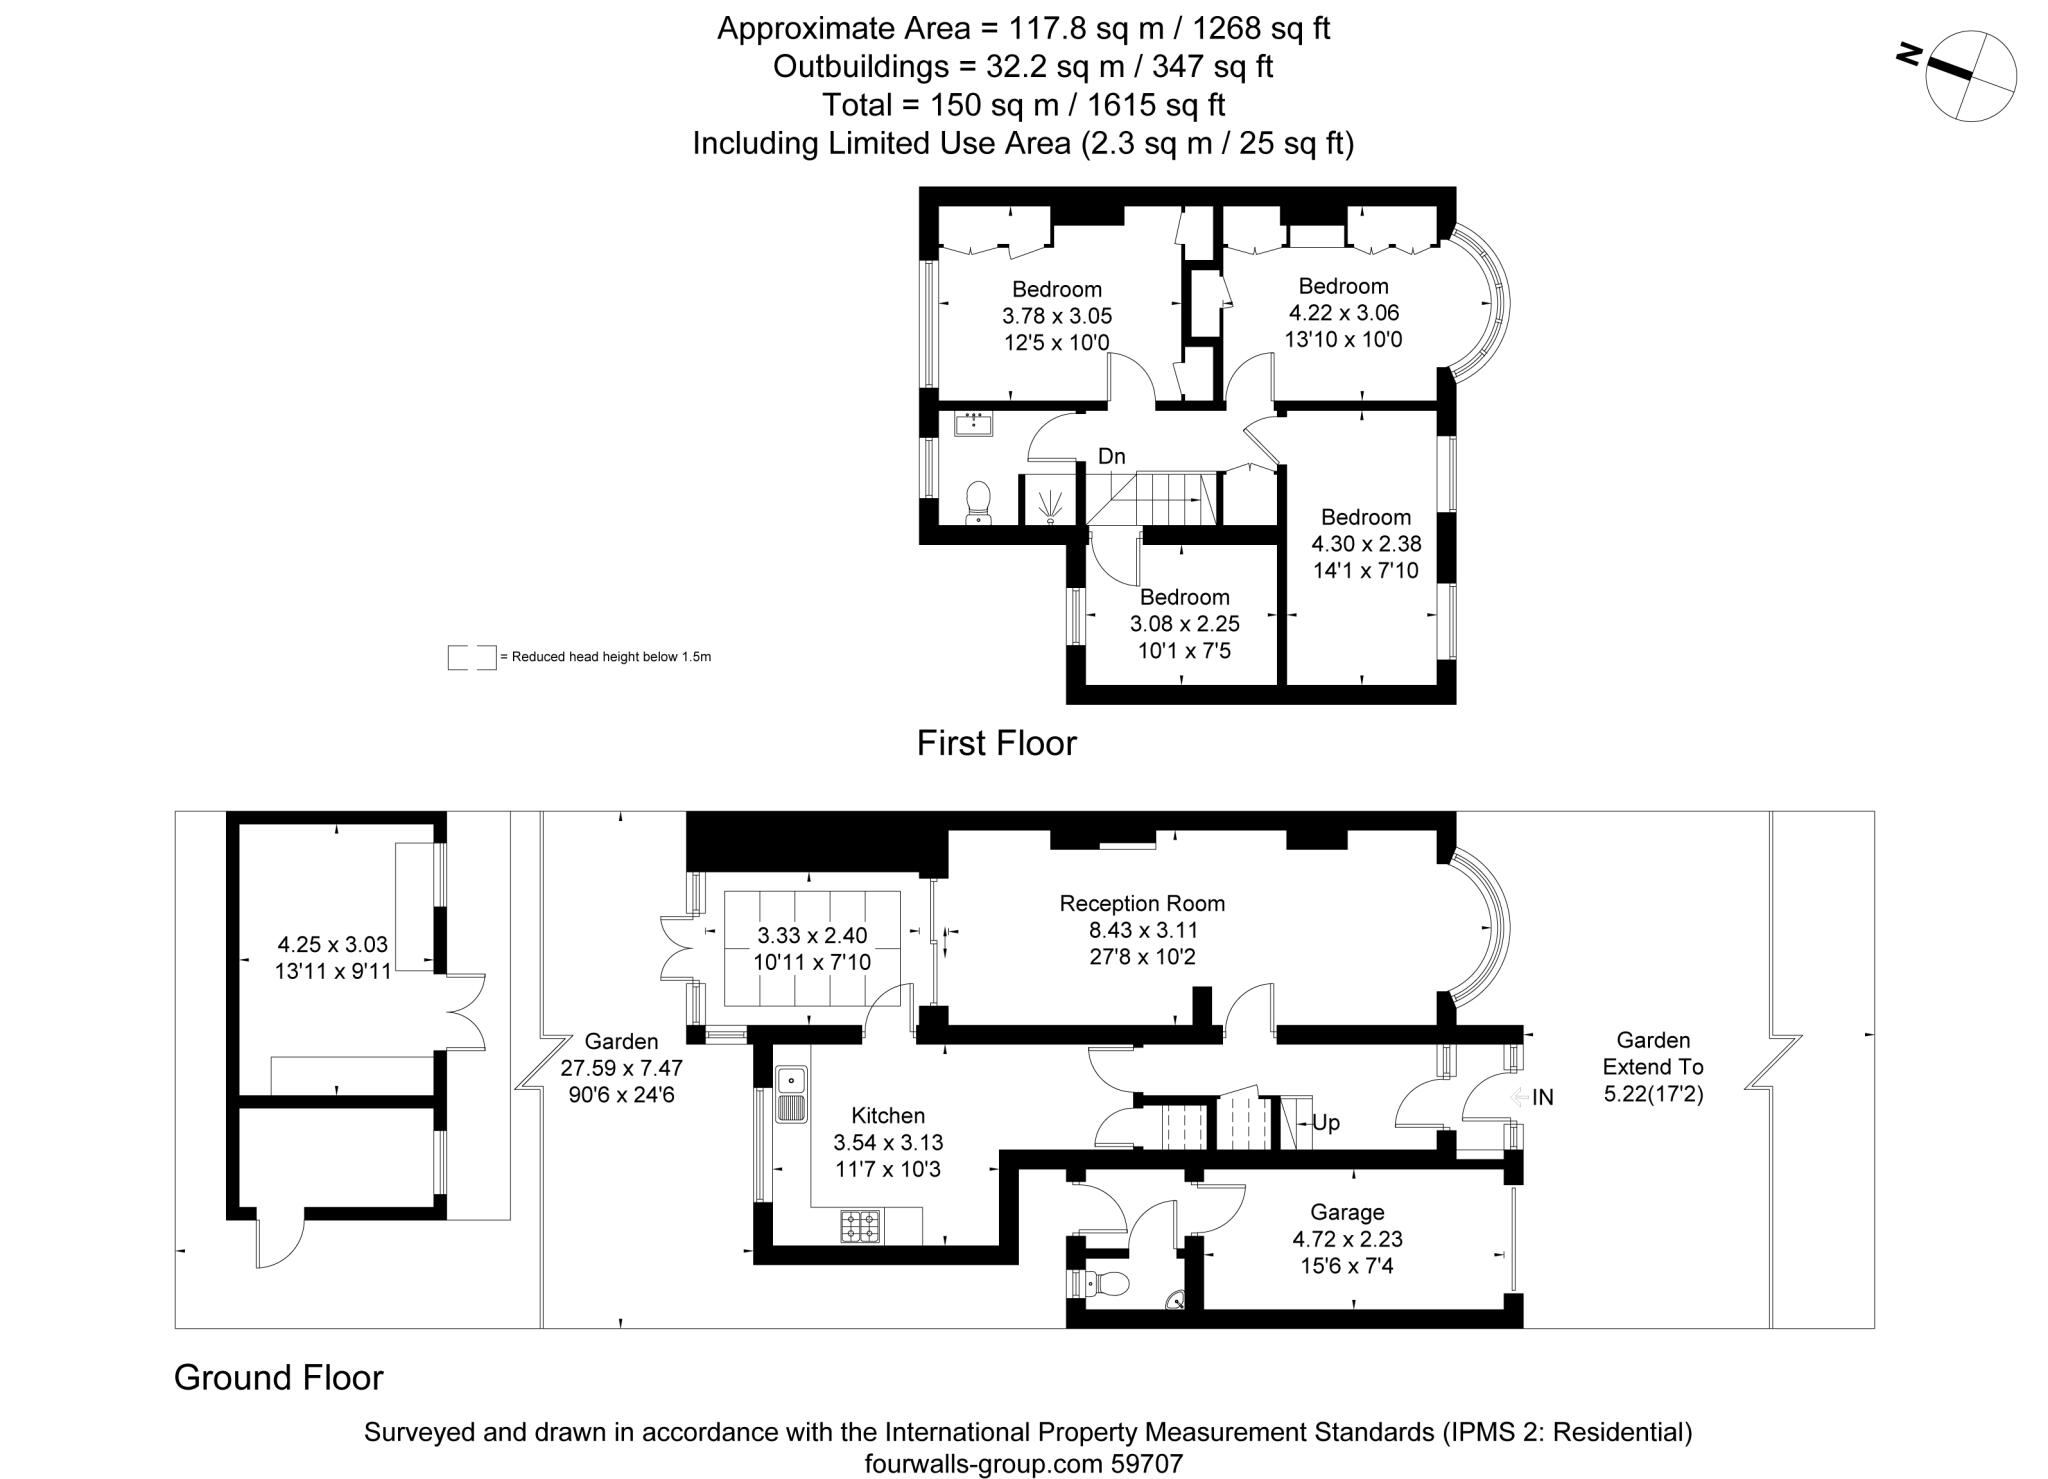 Approximate Area = 117.8 sq m / 1268 sq ft
Outbuildings = 32.2 sq m / 347 sq ft
Total = 150 sq m / 1615 sq ft
Including Limited Use Area (2.3 sq m / 25 sq ft)
N
Bedroom
3.78 x 3.05
12'5 x 10'0
Bedroom
4.22 x 3.06
13'10 x 10'0
Dn
Bedroom
4.30 x 2.38
14'1 x 7'10
Bedroom
3.08 x 2.25
10'1 x 7'5
= Reduced head height below 1.5m
First Floor
4.25 x 3.03
13'11 x 9'11
Garden
27.59 x 7.47
90'6 x 24'6
3.33 x 2.40
10'11 x 7'10
Reception Room
8.43 x 3.11
27'8 x 10'2
Kitchen
3.54 x 3.13
11'7 x 10'3
Up
IN
Garden
Extend To
5.22(17'2)
Garage
4.72 x 2.23
15'6 x 7'4
Ground Floor
Surveyed and drawn in accordance with the International Property Measurement Standards (IPMS 2: Residential)
fourwalls-group.com 59707